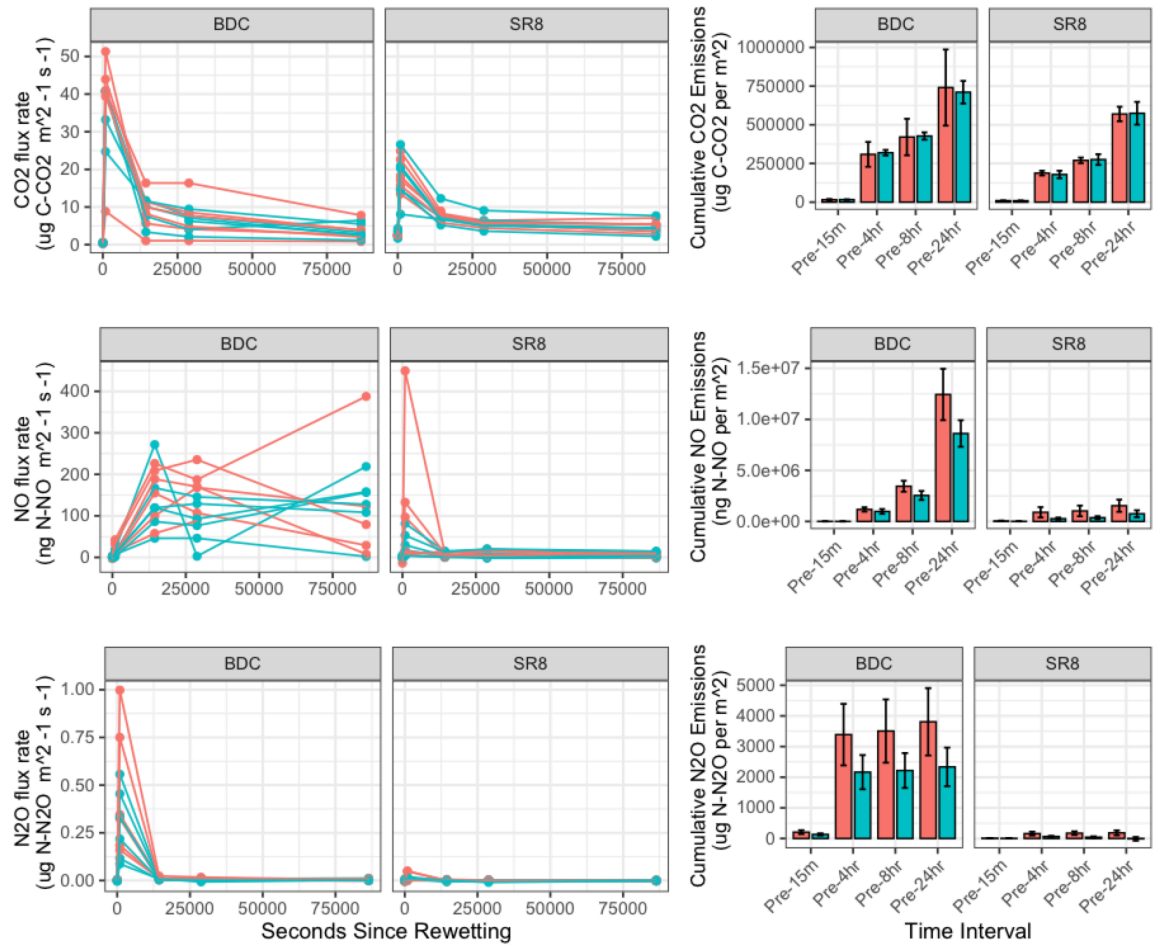 BDC SR8
CO2 flux rate
(ug C-CCO2 m^2 -1 s -1)
50
40
30
20
10
0
0 25000 50000 75000 0 25000 50000 75000
BDC SR8
Cumulative CO2 Emissions
(ug C-CO2 per m^2)
1000000
750000
500000
250000
0
Pre-15m Pre-4hr Pre-8hr Pre-24hr Pre-15m Pre-4hr Pre-8hr Pre-24hr
BDC SR8
NO flux rate
(ng N-NO m^2 -1 s -1)
400
300
200
100
0
0 25000 50000 75000 0 25000 50000 75000
BDC SR8
Cumulative NO Emissions
(ng N-NO per m^2)
1.5e+07
1.0e+07
5.0e+06
0.0e+00
Pre-15m Pre-4hr Pre-8hr Pre-24hr Pre-15m Pre-4hr Pre-8hr Pre-24hr
BDC SR8
N2O flux rate
(ug N-N2O m^2 -1 s -1)
1.00
0.75
0.50
0.25
0.00
0 25000 50000 75000 0 25000 50000 75000
Seconds Since Rewetting
BDC SR8
Cumulative N2O Emissions
(ug N-N2O per m^2)
5000
4000
3000
2000
1000
0
Pre-15m Pre-4hr Pre-8hr Pre-24hr Pre-15m Pre-4hr Pre-8hr Pre-24hr
Time Interval